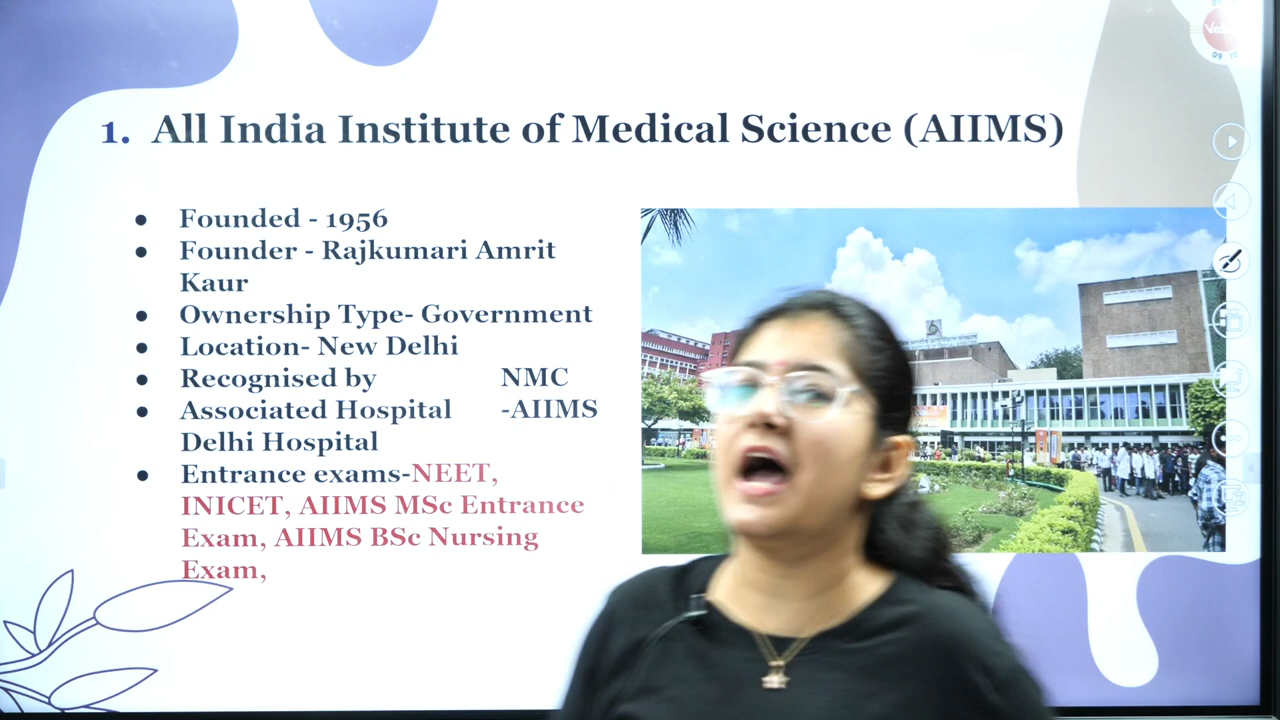 1. All India Institute of Medical Science (AIIMS)
● Founded - 1956
● Founder - Rajkumari Amrit
Kaur
● Ownership Type- Government
● Location- New Delhi
● Recognised by NMC
● Associated Hospital -AIIMS
Delhi Hospital
● Entrance exams-NEET,
INICET, AIIMS MSc Entrance
Exam, AIIMS BSc Nursing
Exam,